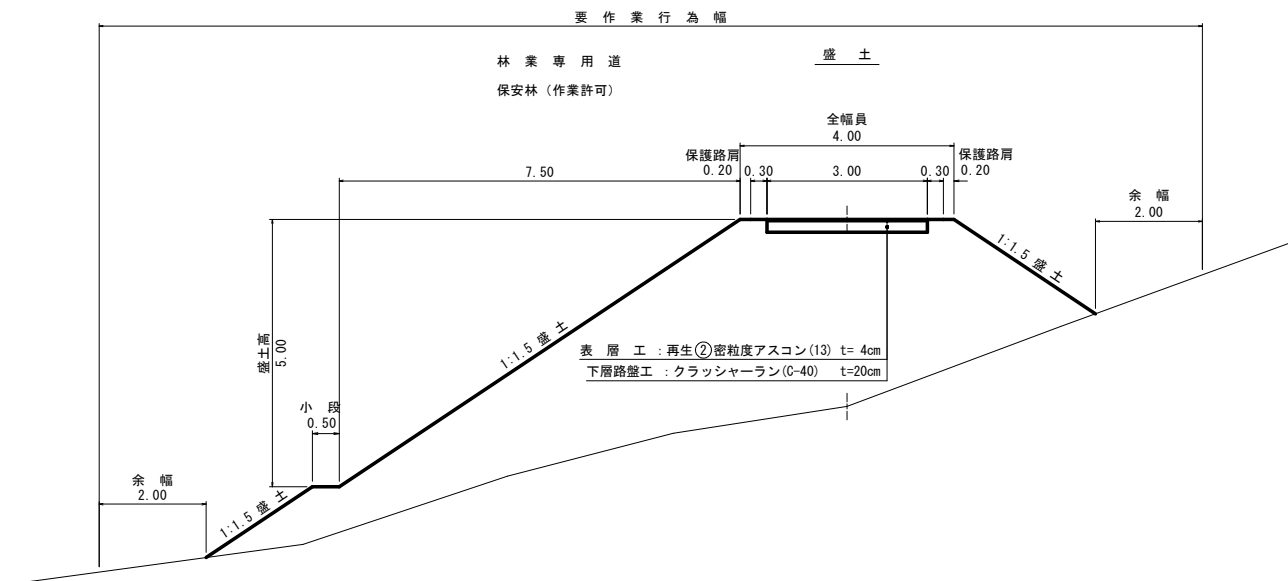 要作業行為幅
林業専用道
盛土
保安林（作業許可）
全幅員
4.00
保護路肩
0.20
0.30
3.00
0.30
保護路肩
0.20
7.50
余幅
2.00
1:1.5 盛土
盛土高
5.00
1:1.5 盛土
表層工：再生②密粒度アスコン(13) t= 4cm
下層路盤工：クラッシャーラン(C-40) t=20cm
小段
0.50
余幅
2.00
1:1.5 盛土